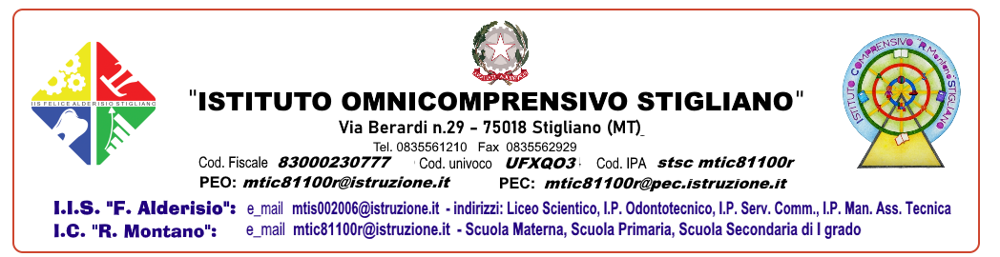 IIS FELICE ALDERISIO STIGLIANO
ISTITUTO COMPRENSIVO "R. Montano" STIGLIANO
"ISTITUTO OMNICOMPRENSIVO STIGLIANO"
Via Berardi n.29 - 75018 Stigliano (MT)_
Tel. 0835561210 Fax 0835562929
Cod. Fiscale 83000230777 Cod. univoco UFXQO3 Cod. IPA stsc mtic81100r
PEO: mtic81100r@istruzione.it PEC: mtic81100r@pec.istruzione.it
I.I.S. "F. Alderisio": e_mail mtis002006@istruzione.it - indirizzi: Liceo Scientico, I.P. Odontotecnico, I.P. Serv. Comm., I.P. Man. Ass. Tecnica
I.C. "R. Montano": e_mail mtic81100r@istruzione.it - Scuola Materna, Scuola Primaria, Scuola Secondaria di I grado